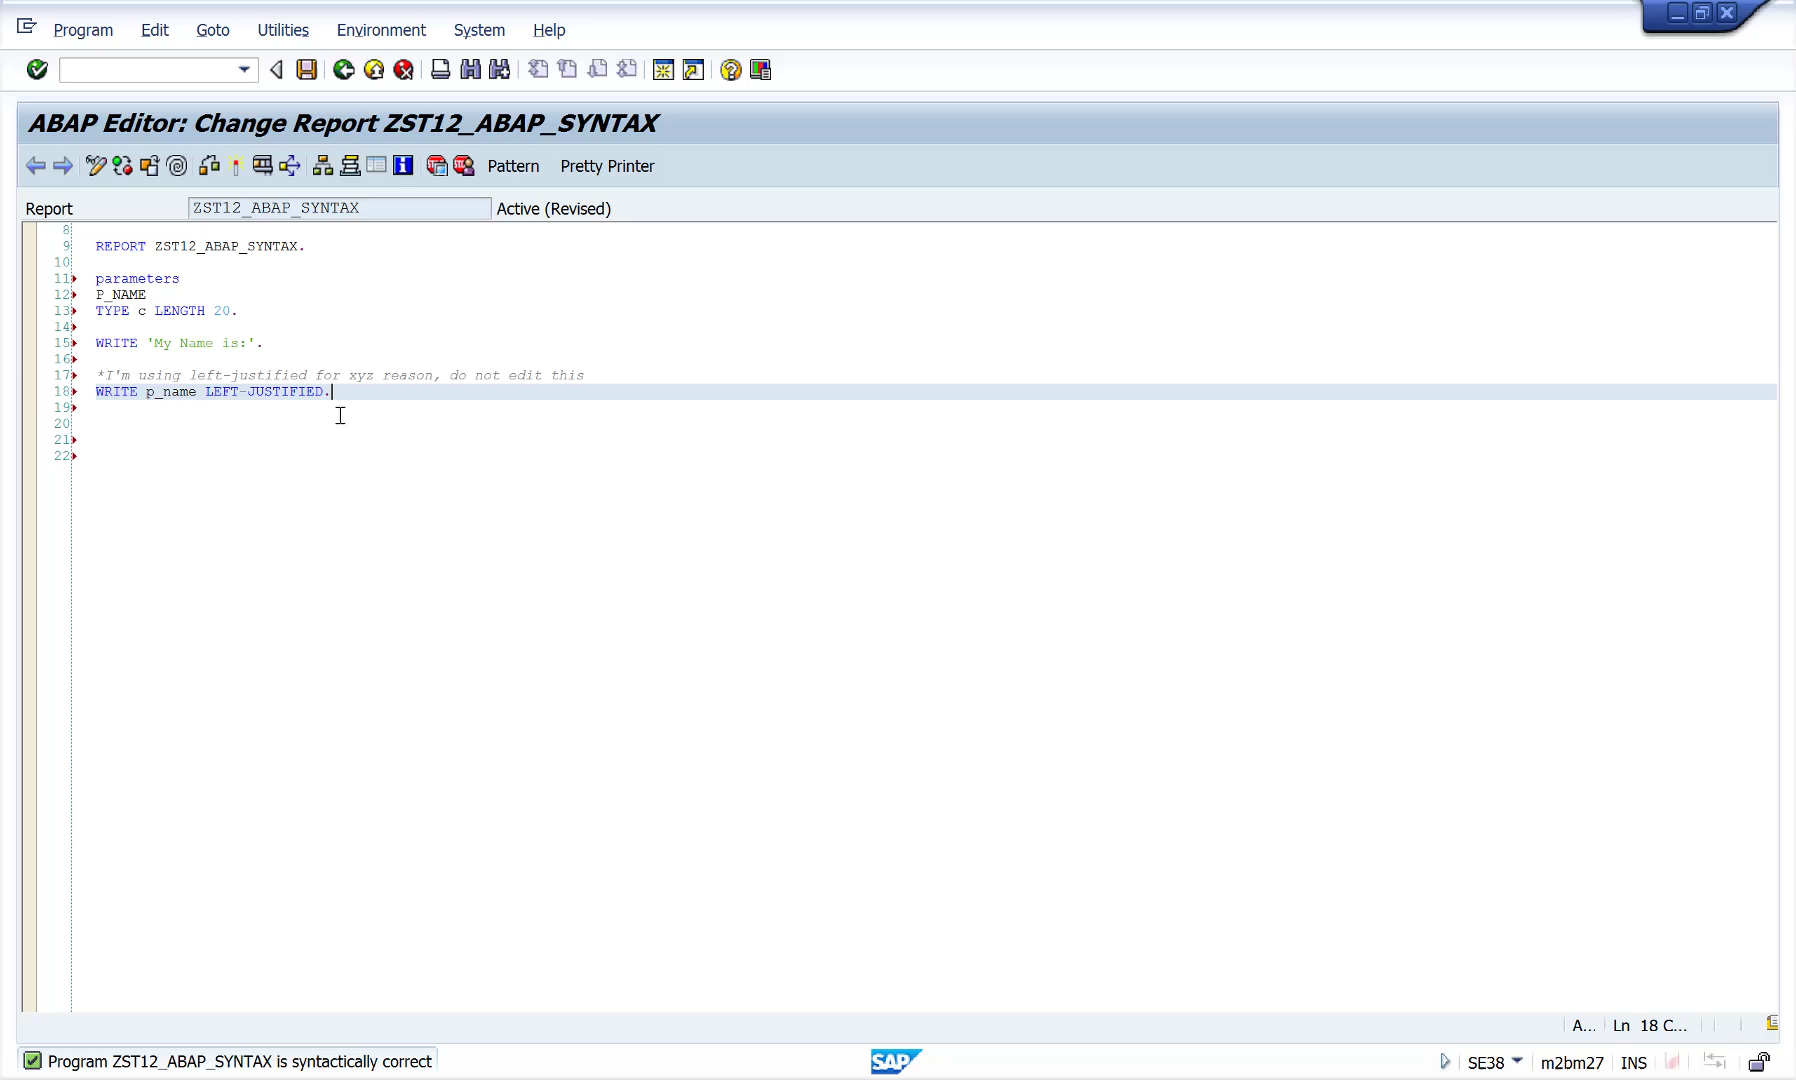 Program Edit Goto Utilities Environment System Help
ABAP Editor: Change Report ZST12_ABAP_SYNTAX
Pattern Pretty Printer
Report ZST12_ABAP_SYNTAX Active (Revised)
8
9 REPORT ZST12_ABAP_SYNTAX.
10
11 parameters
12 P_NAME
13 TYPE c LENGTH 20.
14
15 WRITE 'My Name is:'.
16
17 *I'm using left-justified for xyz reason, do not edit this
18 WRITE p_name LEFT-JUSTIFIED.
19
20
21
22
A... Ln 18 C...
Program ZST12_ABAP_SYNTAX is syntactically correct SAP SE38 m2bm27 INS